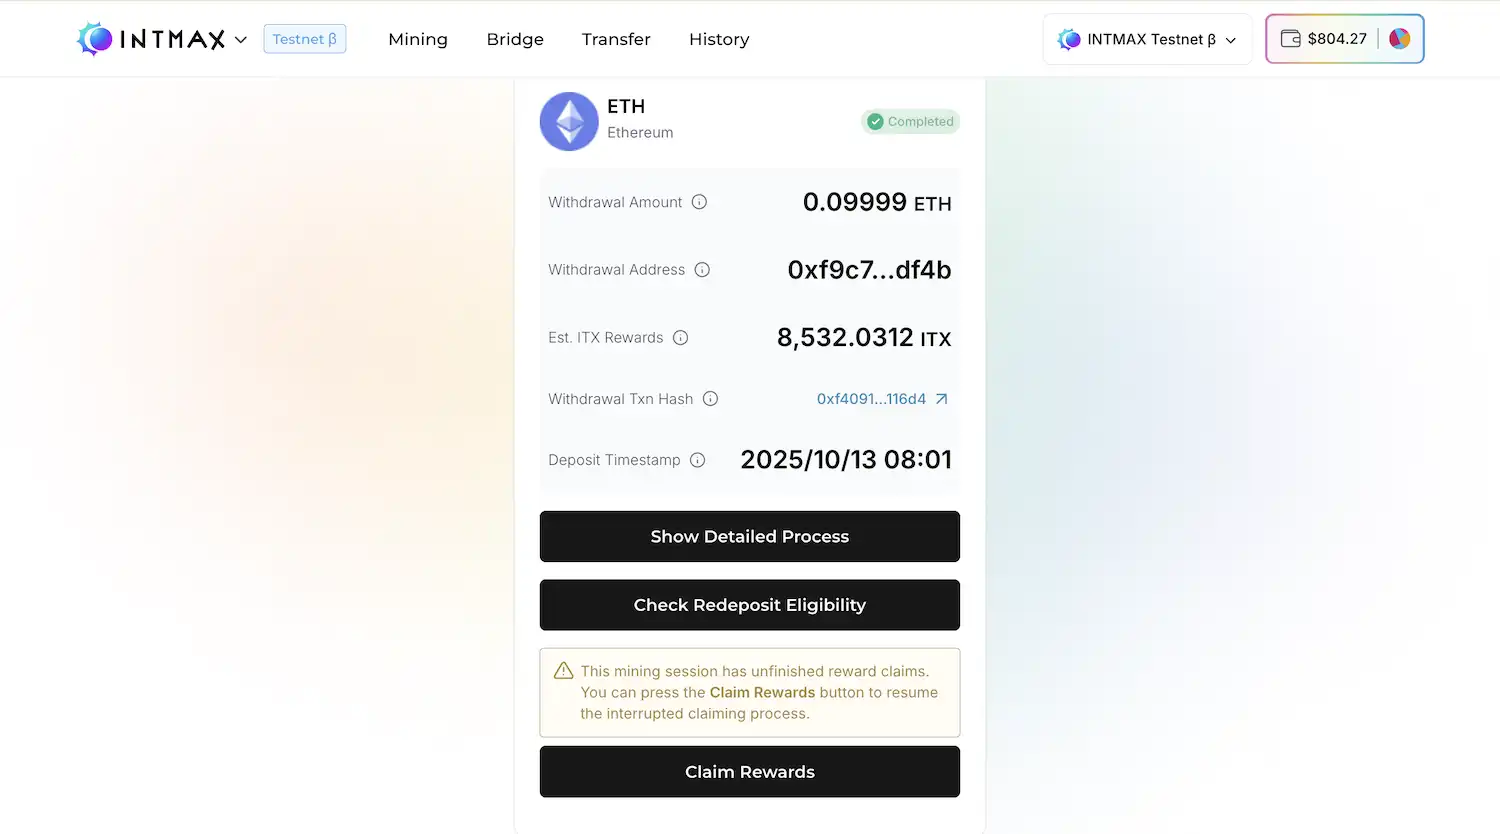 INTMAX Testnet β Mining Bridge Transfer History INTMAX Testnet β $804.27
ETH
Ethereum
Completed
Withdrawal Amount 0.09999 ETH
Withdrawal Address 0xf9c7...df4b
Est. ITX Rewards 8,532.0312 ITX
Withdrawal Txn Hash 0xf4091...116d4
Deposit Timestamp 2025/10/13 08:01
Show Detailed Process
Check Redeposit Eligibility
This mining session has unfinished reward claims.
You can press the Claim Rewards button to resume
the interrupted claiming process.
Claim Rewards